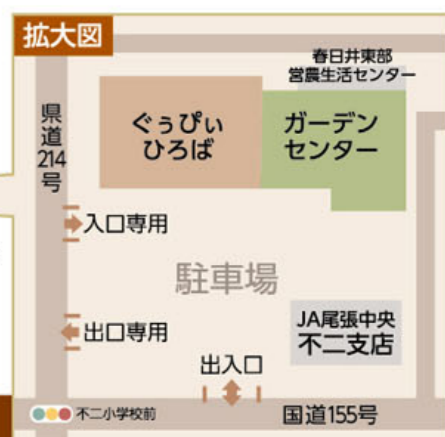 拡大図
春日井東部
営農生活センター
県道214号
ぐぅぴぃ
ひろば
ガーデン
センター
入口専用
駐車場
出口専用
JA尾張中央
不二支店
出入口
不二小学校前
国道155号